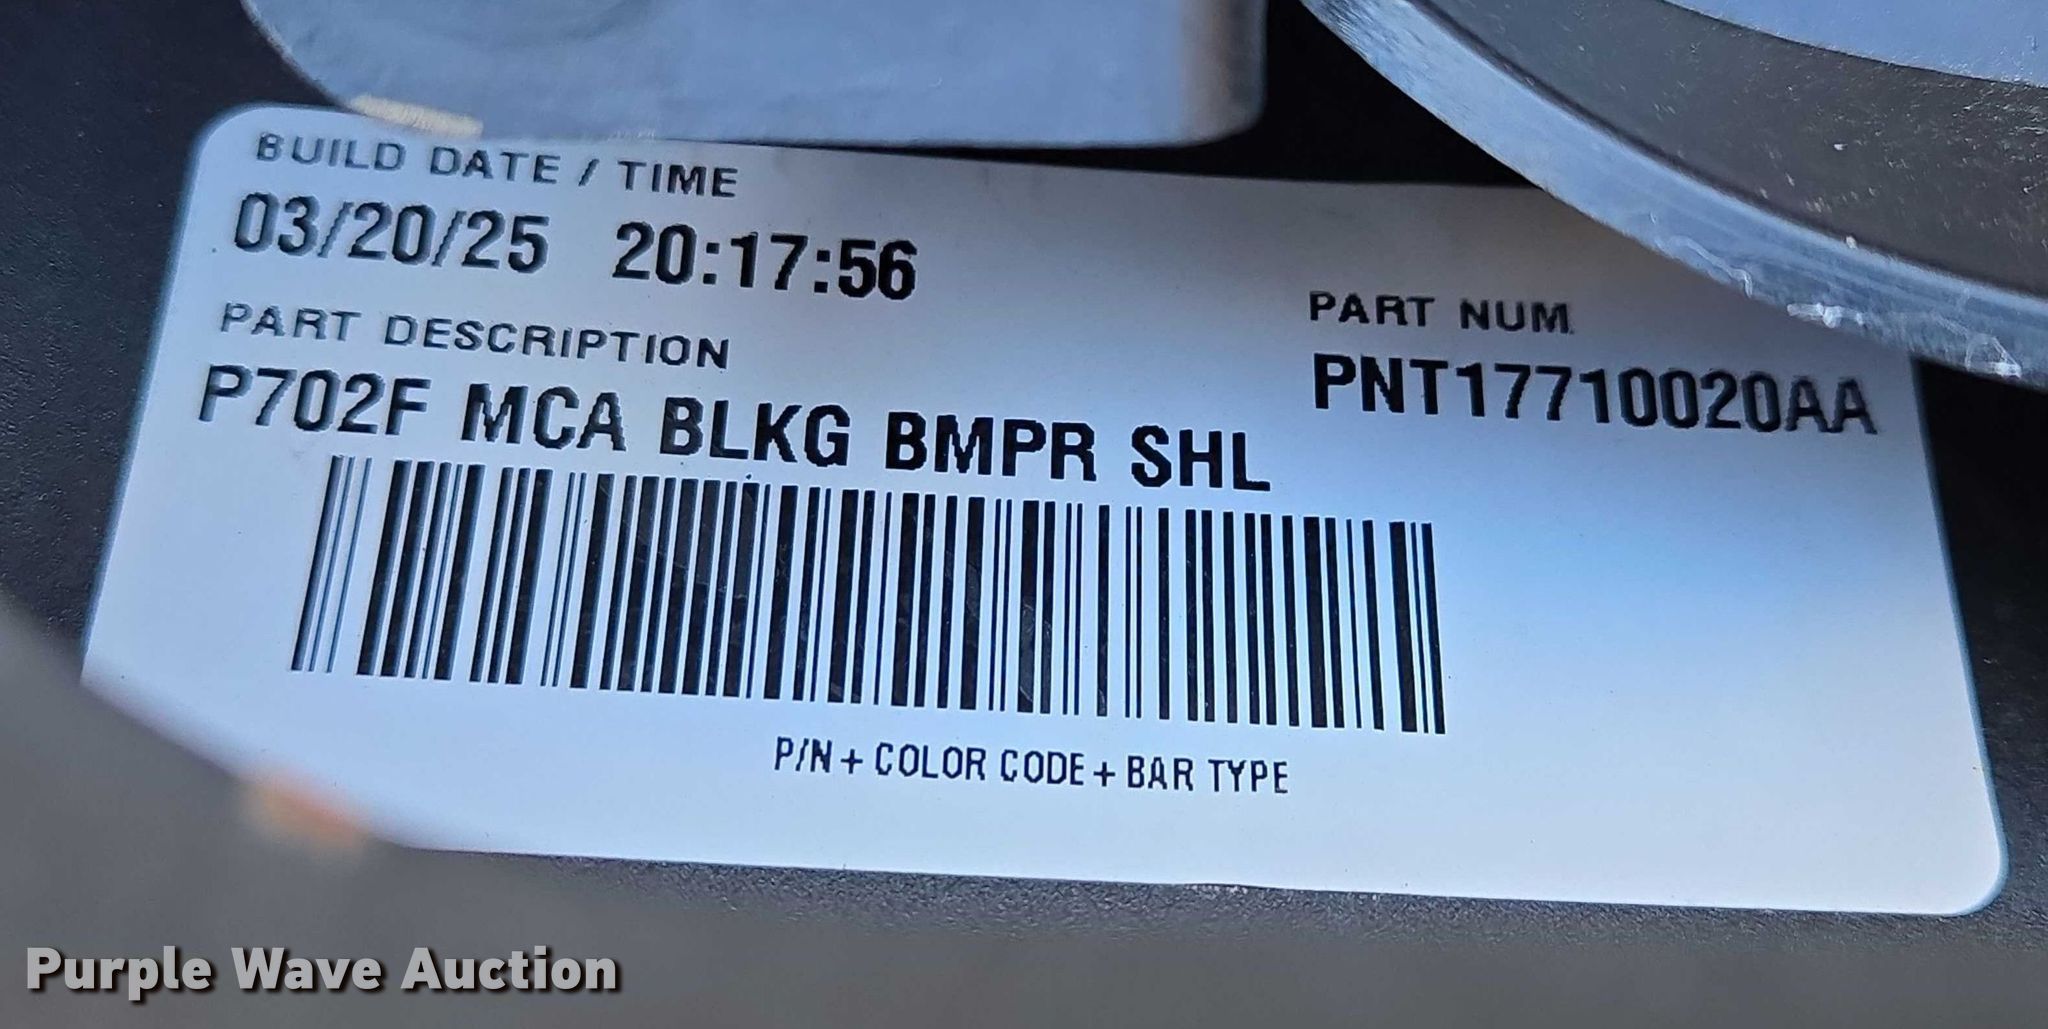 BUILD DATE / TIME
03/20/25 20:17:56
PART DESCRIPTION
P702F MCA BLKG BMPR SHL
PART NUM
PNT17710020AA
P/N + COLOR CODE + BAR TYPE
Purple Wave Auction